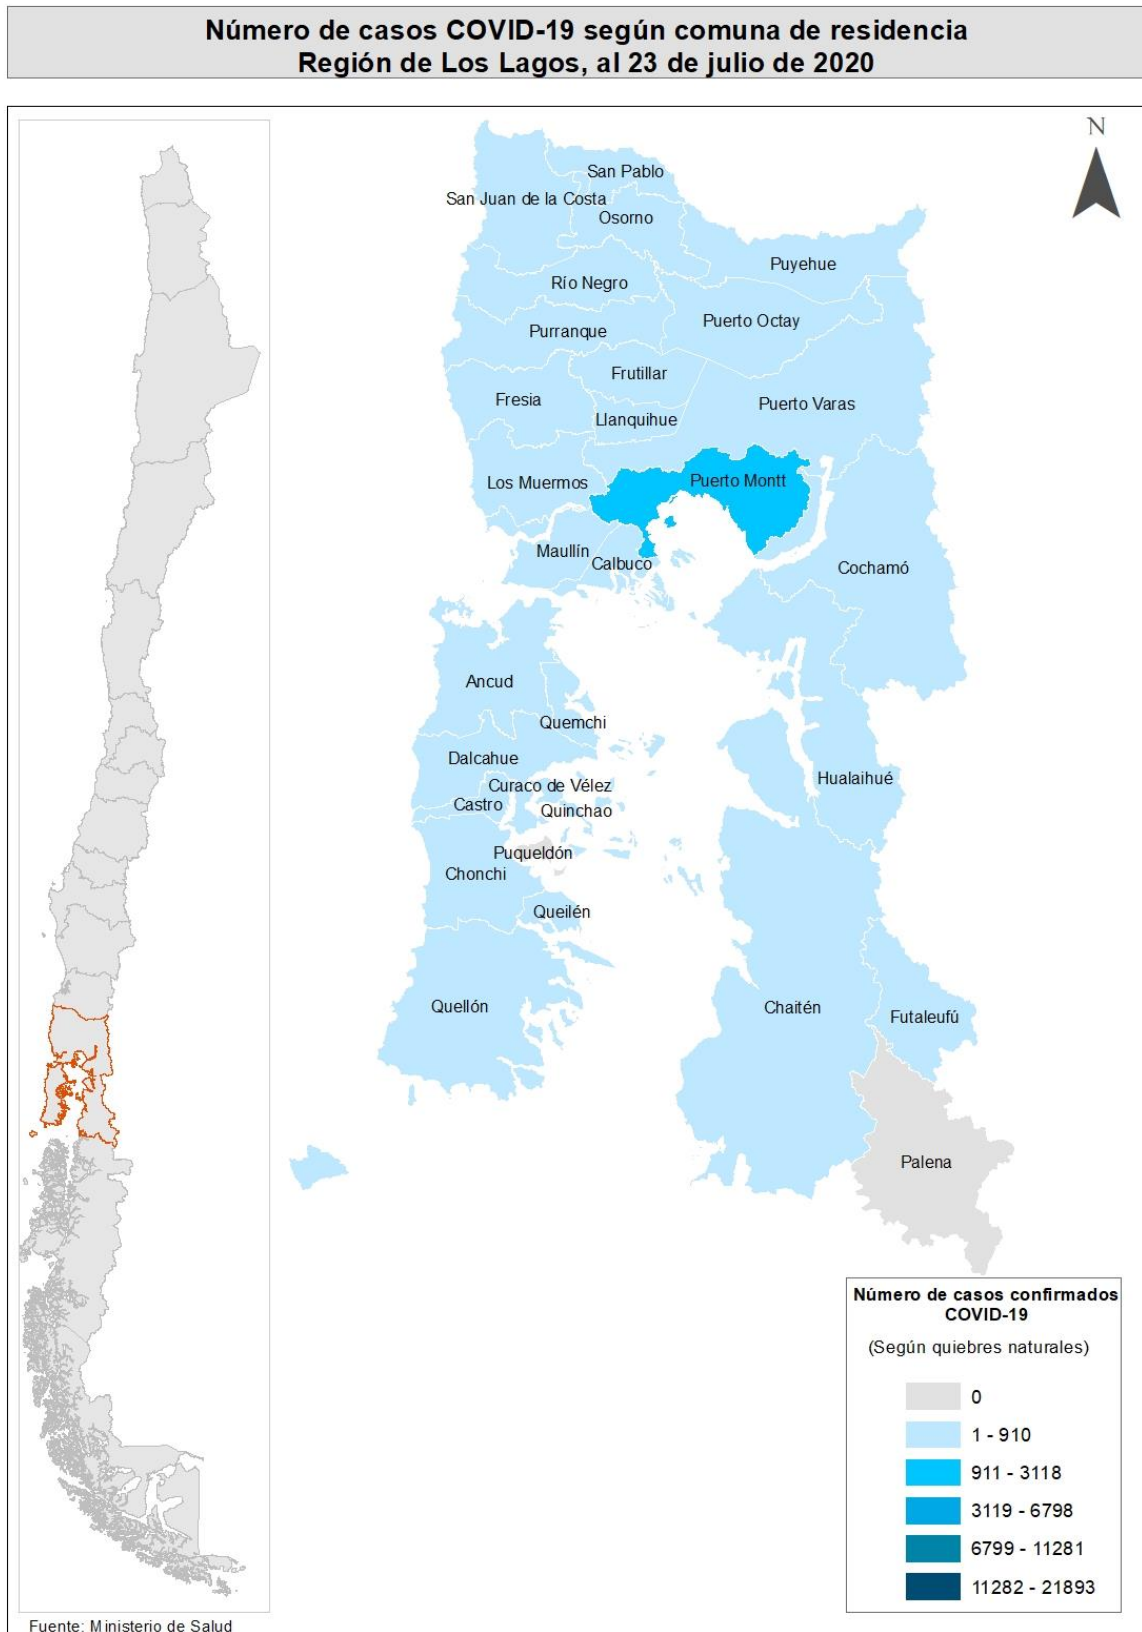 Número de casos COVID-19 según comuna de residencia
Región de Los Lagos, al 23 de julio de 2020
N
San Pablo
San Juan de la Costa
Osorno
Puyehue
Río Negro
Puerto Octay
Purranque
Frutillar
Fresia
Puerto Varas
Llanquihue
Los Muermos
Puerto Montt
Maullín
Calbuco
Cochamó
Ancud
Quemchi
Dalcahue
Hualaihué
Curaco de Vélez
Castro
Quinchao
Puqueldón
Chonchi
Queilén
Quellón
Chaitén
Futaleufú
Palena
Número de casos confirmados
COVID-19
(Según quiebres naturales)
0
1 - 910
911 - 3118
3119 - 6798
6799 - 11281
11282 - 21893
Fuente: Ministerio de Salud